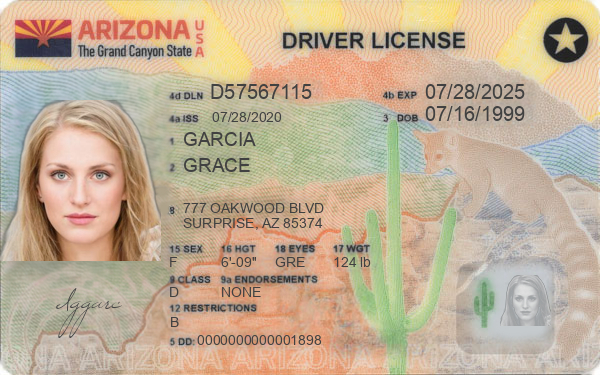 ARIZONA USA
The Grand Canyon State
DRIVER LICENSE
4d DLN D57567115
4b EXP 07/28/2025
4a ISS 07/28/2020
3 DOB 07/16/1999
1 GARCIA
2 GRACE
8 777 OAKWOOD BLVD
SURPRISE, AZ 85374
15 SEX 16 HGT 18 EYES 17 WGT
F 6'-09" GRE 124 lb
9 CLASS 9a ENDORSEMENTS
D NONE
12 RESTRICTIONS
B
5 DD: 0000000000001898
ARIZONA ARIZONA ARIZONA ARIZONA